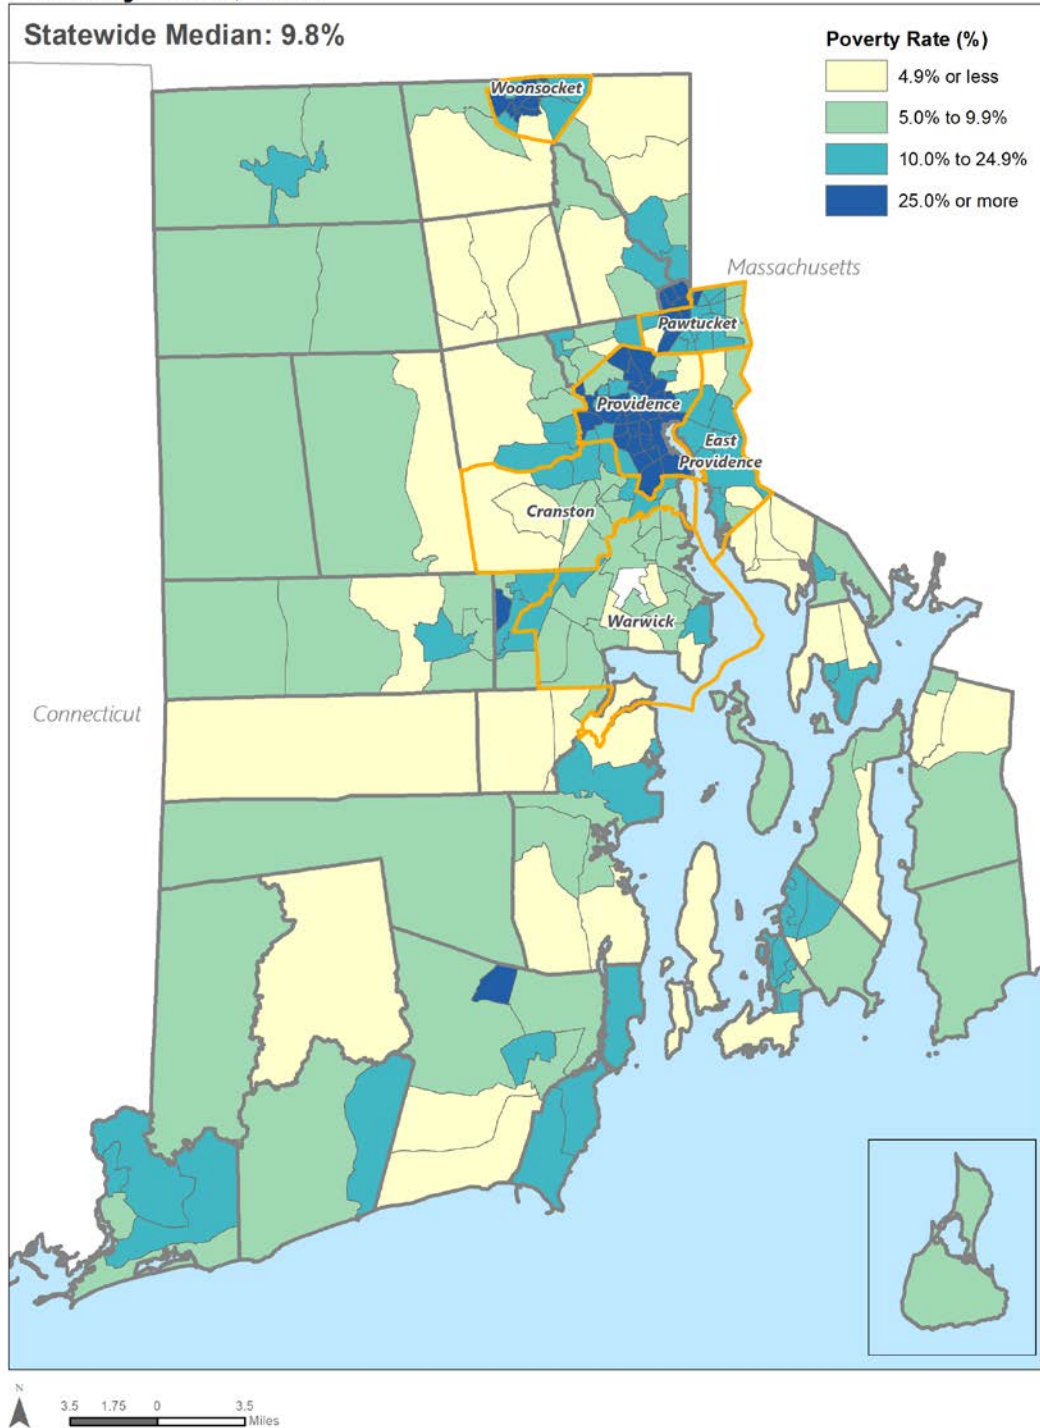 Statewide Median: 9.8%
Poverty Rate (%)
4.9% or less
5.0% to 9.9%
10.0% to 24.9%
25.0% or more
Woonsocket
Massachusetts
Pawtucket
Providence
East
Providence
Cranston
Warwick
Connecticut
N
3.5 1.75 0 3.5
Miles